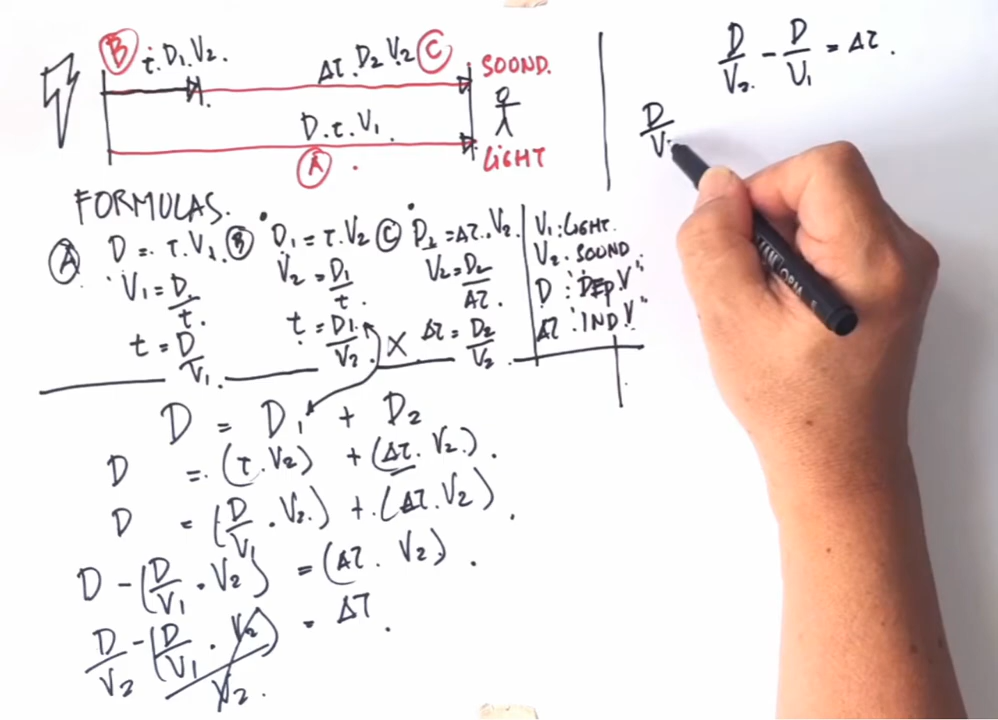 B t. D1. V2. ΔT. D2 V2 C SOUND.
D. t. V1. LIGHT
A
FORMULAS.
A D = T. V1. B D1 = T. V2 C D2 = ΔT. V2.
V1 = D/t. V2 = D1/t. V2 = D2/ΔT.
t = D/V1. t = D1/V2. X ΔT = D2/V2.
V1: LIGHT.
V2. SOUND
D : "DEP V"
ΔT "IND V"
D = D1 + D2
D = (T. V2) + (ΔT. V2.).
D = (D/V1 . V2.) + (ΔT. V2).
D - (D/V1 . V2) = (ΔT. V2).
D/V2 - (D/V1 . V2)/V2. = ΔT.
D/V2. - D/V1 = ΔT.
D/V